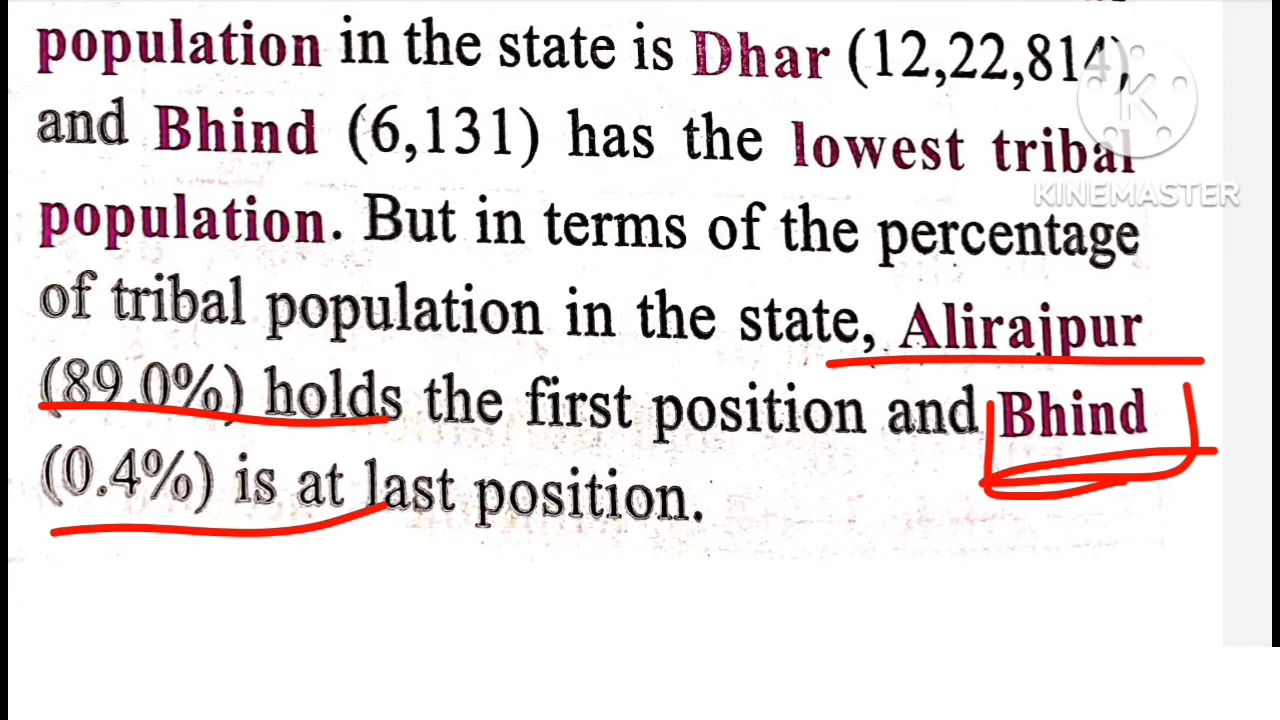 population in the state is Dhar (12,22,814),
and Bhind (6,131) has the lowest tribal
population. But in terms of the percentage
of tribal population in the state, Alirajpur
(89.0%) holds the first position and Bhind
(0.4%) is at last position.
K
KINEMASTER